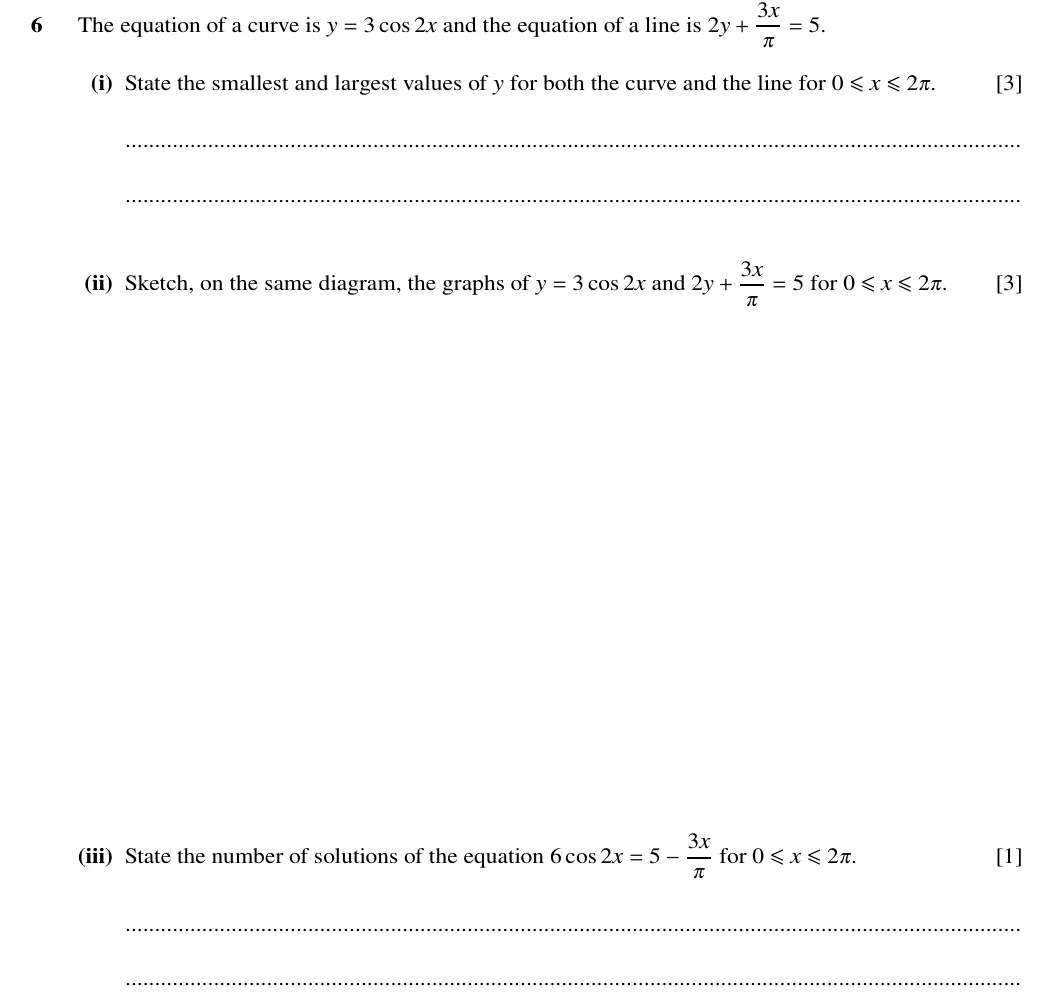 6 The equation of a curve is y = 3 cos 2x and the equation of a line is 2y + 3x/π = 5.
(i) State the smallest and largest values of y for both the curve and the line for 0 ⩽ x ⩽ 2π. [3]
(ii) Sketch, on the same diagram, the graphs of y = 3 cos 2x and 2y + 3x/π = 5 for 0 ⩽ x ⩽ 2π. [3]
(iii) State the number of solutions of the equation 6 cos 2x = 5 − 3x/π for 0 ⩽ x ⩽ 2π. [1]